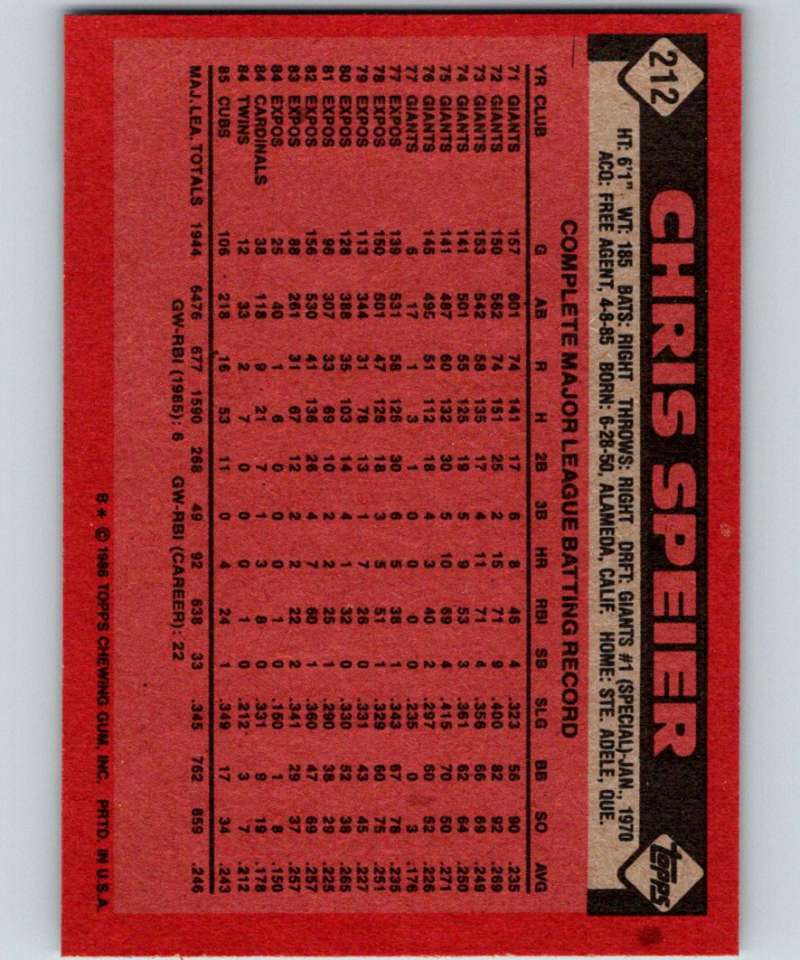 212
CHRIS SPEIER
topps
HT: 6'1" WT: 185 BATS: RIGHT THROWS: RIGHT DRFT: GIANTS #1 (SPECIAL)-JAN., 1970
ACQ: FREE AGENT, 4-8-85 BORN: 6-28-50, ALAMEDA, CALIF. HOME: STE. ADELE, QUE.
COMPLETE MAJOR LEAGUE BATTING RECORD
YR CLUB G AB R H 2B 3B HR RBI SB SLG BB SO AVG
71 GIANTS 157 601 74 141 17 6 8 46 4 .323 56 90 .235
72 GIANTS 150 562 74 151 25 2 15 71 9 .400 82 92 .269
73 GIANTS 153 542 58 135 17 4 11 71 4 .356 66 69 .249
74 GIANTS 141 501 55 125 19 5 9 53 3 .361 62 64 .250
75 GIANTS 141 487 60 132 30 5 10 69 4 .415 70 50 .271
76 GIANTS 145 495 51 112 18 4 3 40 2 .297 60 52 .226
77 GIANTS 6 17 1 3 1 0 0 0 0 .235 0 3 .176
77 EXPOS 139 531 58 125 30 6 5 38 1 .343 67 78 .235
78 EXPOS 150 501 47 126 18 3 5 51 1 .329 60 75 .251
79 EXPOS 113 344 31 78 13 1 7 26 0 .331 43 45 .227
80 EXPOS 128 388 35 103 14 4 1 32 0 .330 52 38 .265
81 EXPOS 96 307 33 69 10 2 2 25 1 .290 38 29 .225
82 EXPOS 156 530 41 136 26 4 7 60 1 .360 47 69 .257
83 EXPOS 88 261 31 67 12 2 2 22 2 .341 29 37 .257
84 EXPOS 25 40 1 6 0 0 0 1 0 .150 1 8 .150
84 CARDINALS 38 118 9 21 7 1 3 8 0 .331 9 19 .178
84 TWINS 12 33 2 7 0 0 0 1 0 .212 3 7 .212
85 CUBS 106 218 16 53 11 0 4 24 1 .349 17 34 .243
MAJ. LEA. TOTALS 1944 6476 677 1590 268 49 92 638 33 .345 762 859 .246
GW-RBI (1985): 6 GW-RBI (CAREER): 22
B* © 1986 TOPPS CHEWING GUM, INC. PRTD. IN U.S.A.